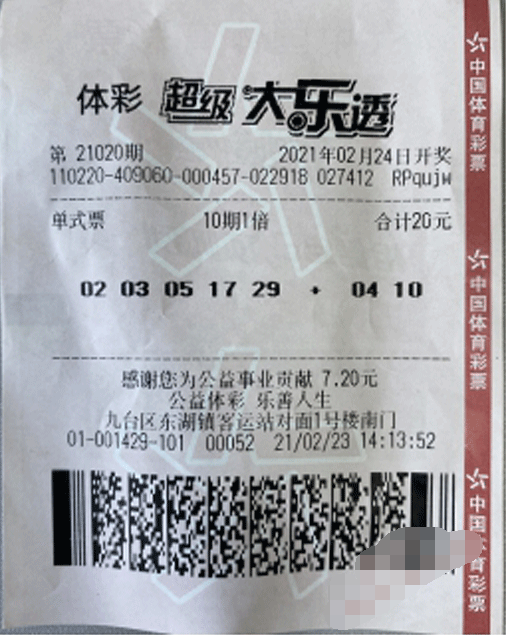 体彩 超级大乐透
第 21020期 2021年02月24日开奖
110220-409060-000457-022918 027412 RPqujw
单式票 10期1倍 合计20元
02 03 05 17 29 + 04 10
感谢您为公益事业贡献 7.20元
公益体彩 乐善人生
九台区东湖镇客运站对面1号楼南门
01-001429-101 00052 21/02/23 14:13:52
中国体育彩票
中国体育彩票
中国体育彩票